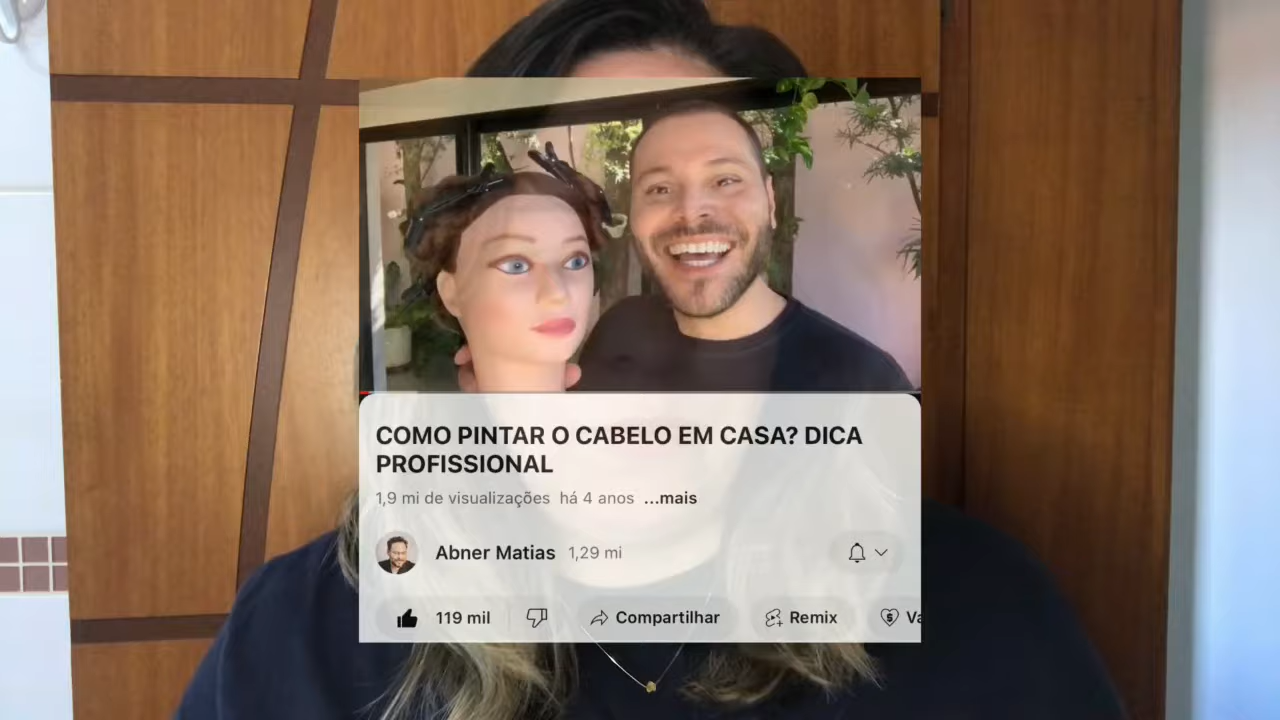 COMO PINTAR O CABELO EM CASA? DICA
PROFISSIONAL
1,9 mi de visualizações há 4 anos ...mais
Abner Matias 1,29 mi
119 mil Compartilhar Remix